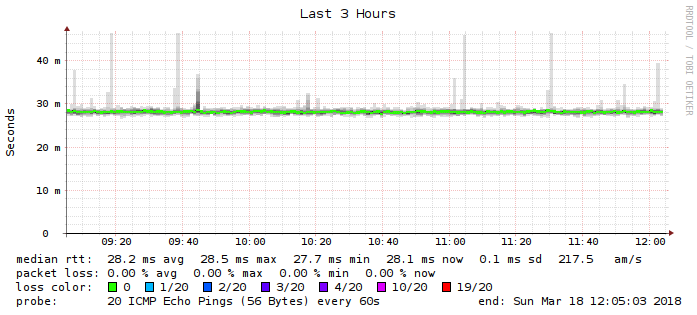 Last 3 Hours
RRDTOOL / TOBI OETIKER
Seconds
40 m
30 m
20 m
10 m
0
09:20 09:40 10:00 10:20 10:40 11:00 11:20 11:40 12:00
median rtt: 28.2 ms avg 28.5 ms max 27.7 ms min 28.1 ms now 0.1 ms sd 217.5 am/s
packet loss: 0.00 % avg 0.00 % max 0.00 % min 0.00 % now
loss color: 0 1/20 2/20 3/20 4/20 10/20 19/20
probe: 20 ICMP Echo Pings (56 Bytes) every 60s end: Sun Mar 18 12:05:03 2018